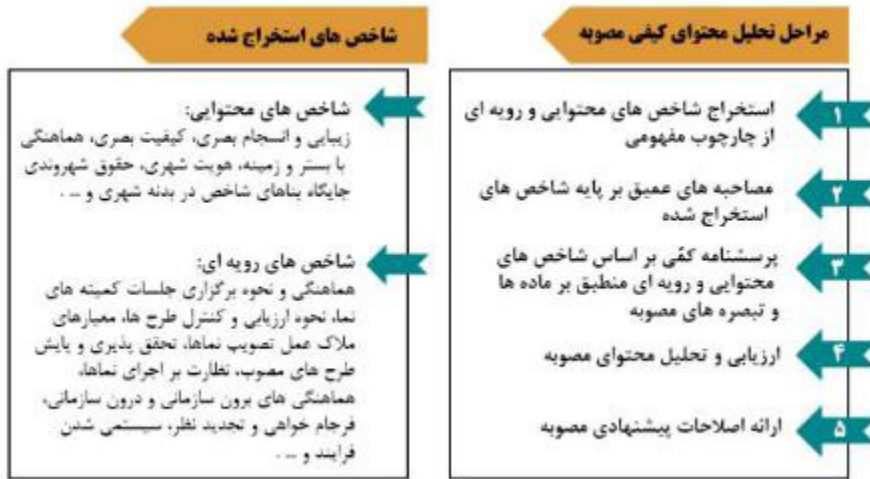 مراحل تحلیل محتوای کیفی مصوبه
۱
استخراج شاخص های محتوایی و رویه ای
از چارچوب مفهومی
۲
مصاحبه های عمیق بر پایه شاخص های
استخراج شده
۳
پرسشنامه کمّی بر اساس شاخص های
محتوایی و رویه ای منطبق بر ماده ها
و تبصره های مصوبه
۴
ارزیابی و تحلیل محتوای مصوبه
۵
ارائه اصلاحات پیشنهادی مصوبه
شاخص های استخراج شده
شاخص های محتوایی:
زیبایی و انسجام بصری، کیفیت بصری، هماهنگی
با بستر و زمینه، هویت شهری، حقوق شهروندی
جایگاه بناهای شاخص در بدنه شهری و ... .
شاخص های رویه ای:
هماهنگی و نحوه برگزاری جلسات کمیته های
نما، نحوه ارزیابی و کنترل طرح ها، معیارهای
ملاک عمل تصویب نماها، تحقق پذیری و پایش
طرح های مصوب، نظارت بر اجرای نماها،
هماهنگی های برون سازمانی و درون سازمانی،
فرجام خواهی و تجدید نظر، سیستمی شدن
فرایند و ... .